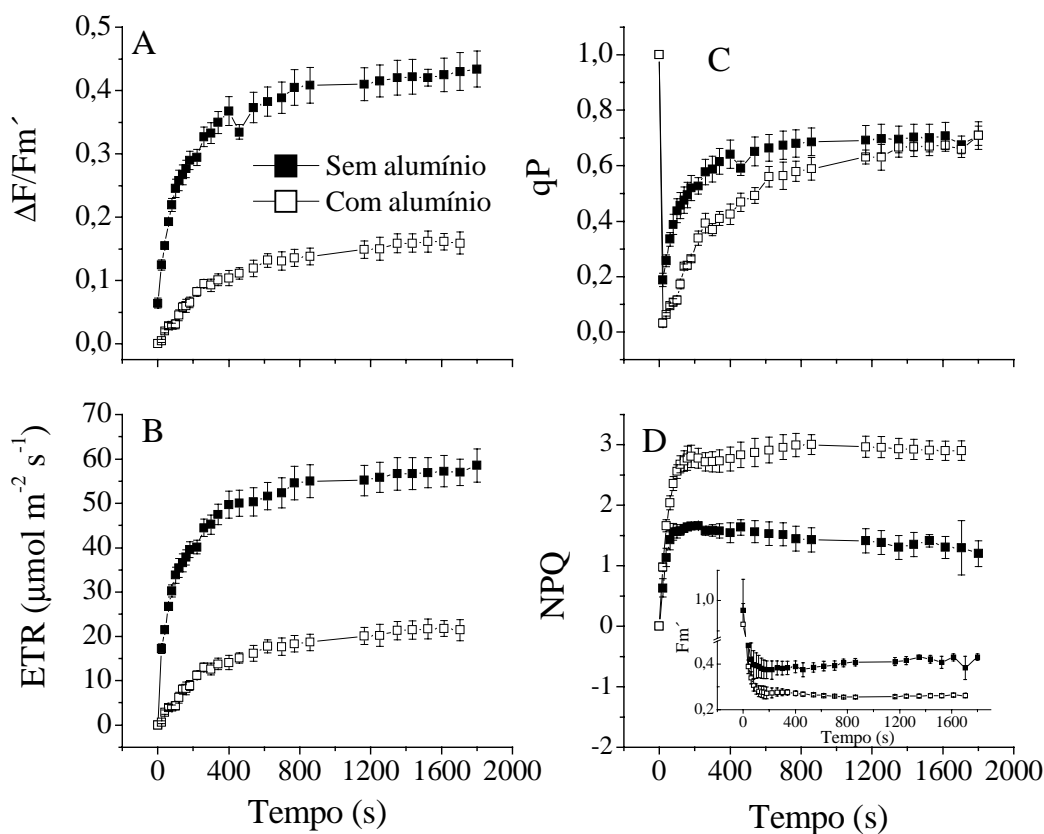 A
0,5
0,4
0,3
0,2
0,1
0,0
ΔF/Fm´
Sem alumínio
Com alumínio
C
1,0
0,8
0,6
0,4
0,2
0,0
qP
B
70
60
50
40
30
20
10
0
ETR (µmol m⁻² s⁻¹)
0 400 800 1200 1600 2000
Tempo (s)
D
3
2
1
0
-1
-2
NPQ
1,0
0,4
0,2
Fm´
0 400 800 1200 1600
Tempo (s)
0 400 800 1200 1600 2000
Tempo (s)